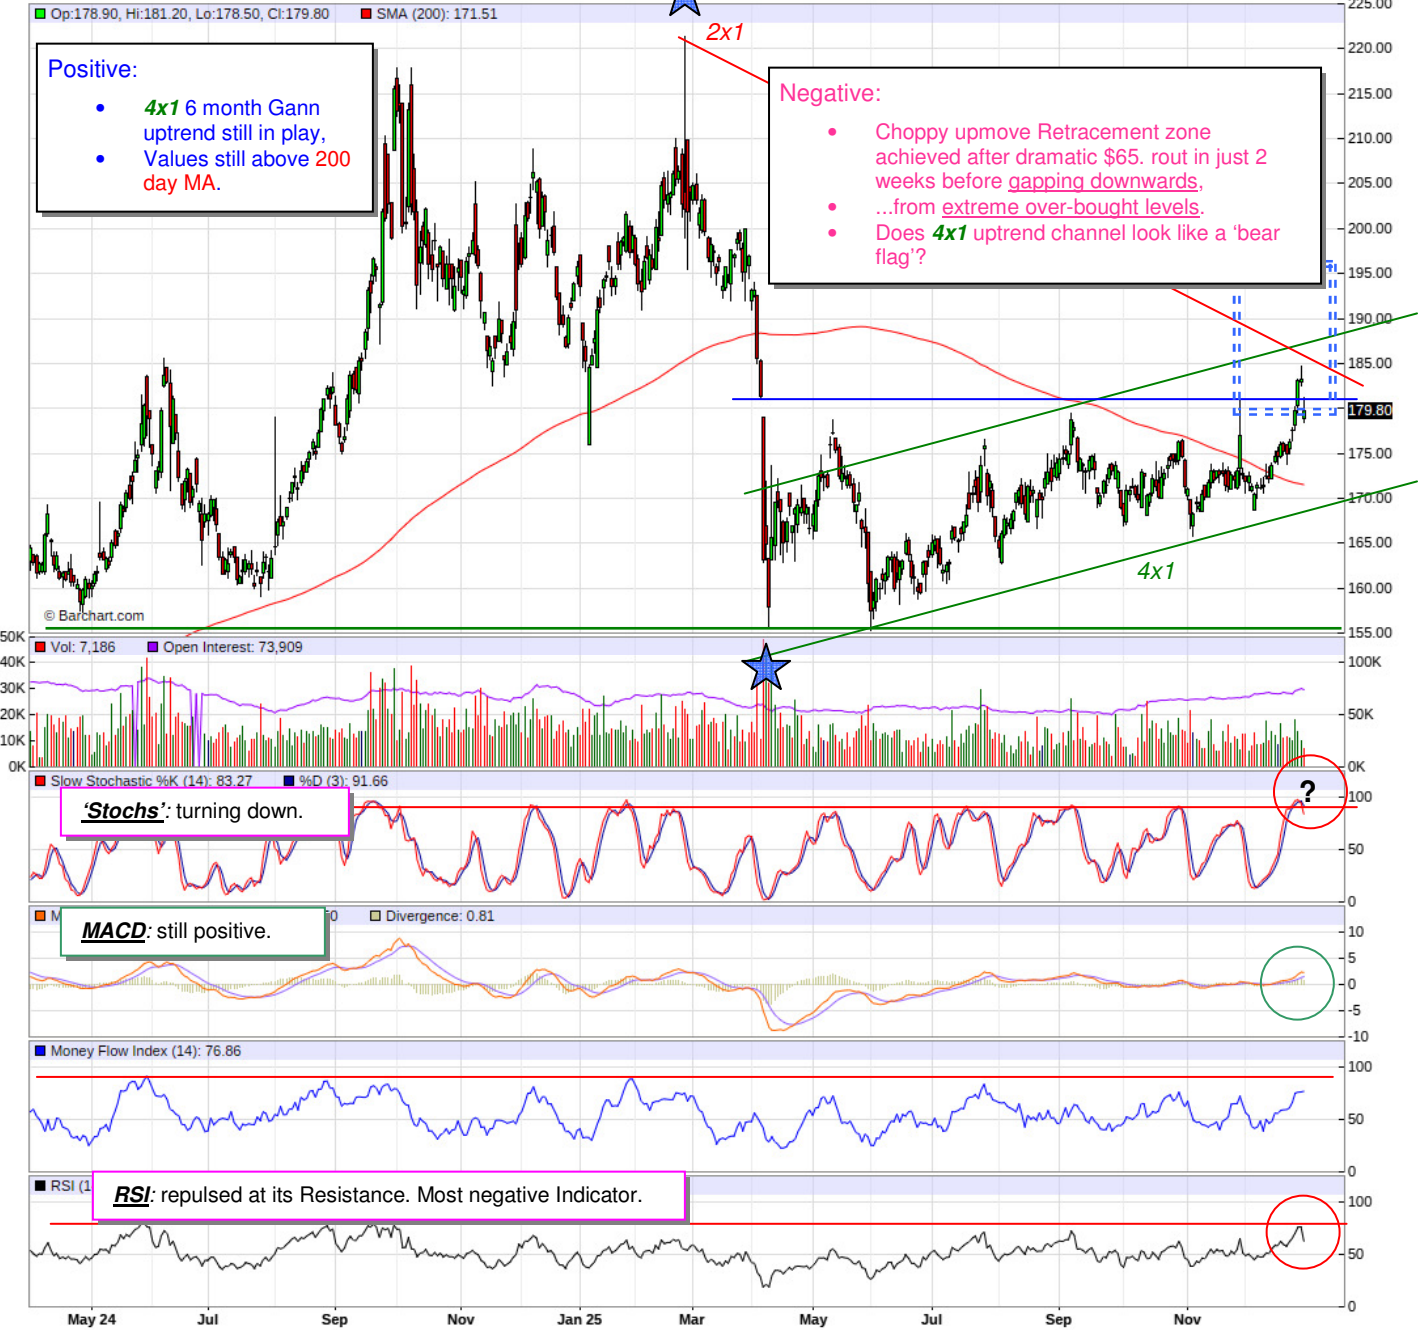 Op:178.90, Hi:181.20, Lo:178.50, Cl:179.80 SMA (200): 171.51
225.00
2x1
220.00
Positive:
• 4x1 6 month Gann
uptrend still in play,
• Values still above 200
day MA.
Negative:
• Choppy upmove Retracement zone
achieved after dramatic $65. rout in just 2
weeks before gapping downwards,
• ...from extreme over-bought levels.
• Does 4x1 uptrend channel look like a ‘bear
flag’?
215.00
210.00
205.00
200.00
195.00
190.00
185.00
179.80
175.00
170.00
165.00
4x1
160.00
© Barchart.com
155.00
50K
Vol: 7,186 Open Interest: 73,909
40K 100K
30K
20K 50K
10K
0K 0K
Slow Stochastic %K (14): 83.27 %D (3): 91.66
?
100
‘Stochs’: turning down.
50
0
M 0 Divergence: 0.81
MACD: still positive.
10
5
0
-5
-10
Money Flow Index (14): 76.86
100
50
0
RSI (1
RSI: repulsed at its Resistance. Most negative Indicator.
100
50
0
May 24 Jul Sep Nov Jan 25 Mar May Jul Sep Nov